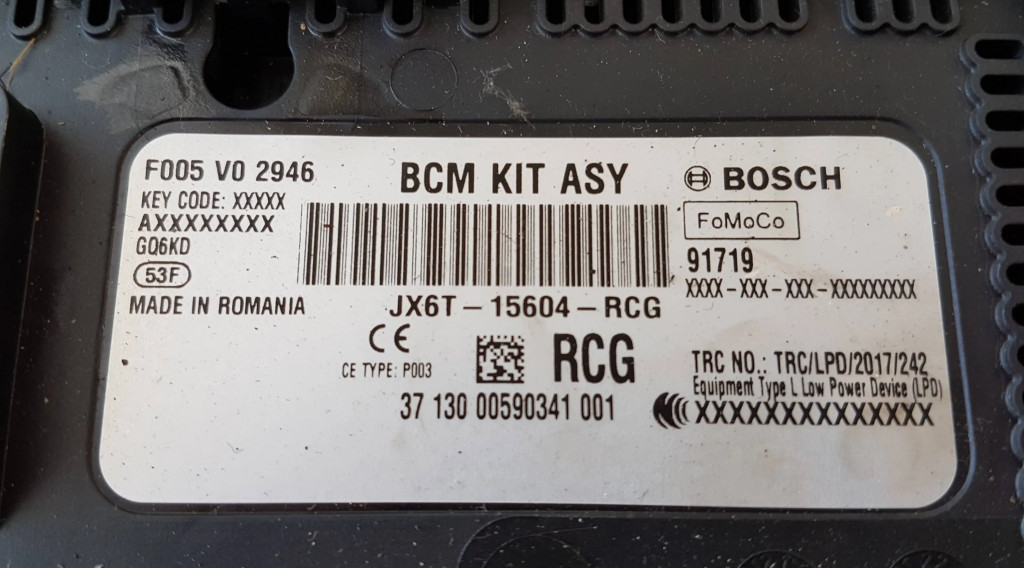 F005 V0 2946
KEY CODE: XXXXX
AXXXXXXXX
GQ6KD
53F
MADE IN ROMANIA
BCM KIT ASY
JX6T-15604-RCG
CE
CE TYPE: P003
RCG
37 130 00590341 001
BOSCH
FoMoCo
91719
XXXX-XXX-XXX-XXXXXXXXX
TRC NO.: TRC/LPD/2017/242
Equipment Type L Low Power Device (LPD)
XXXXXXXXXXXXXX